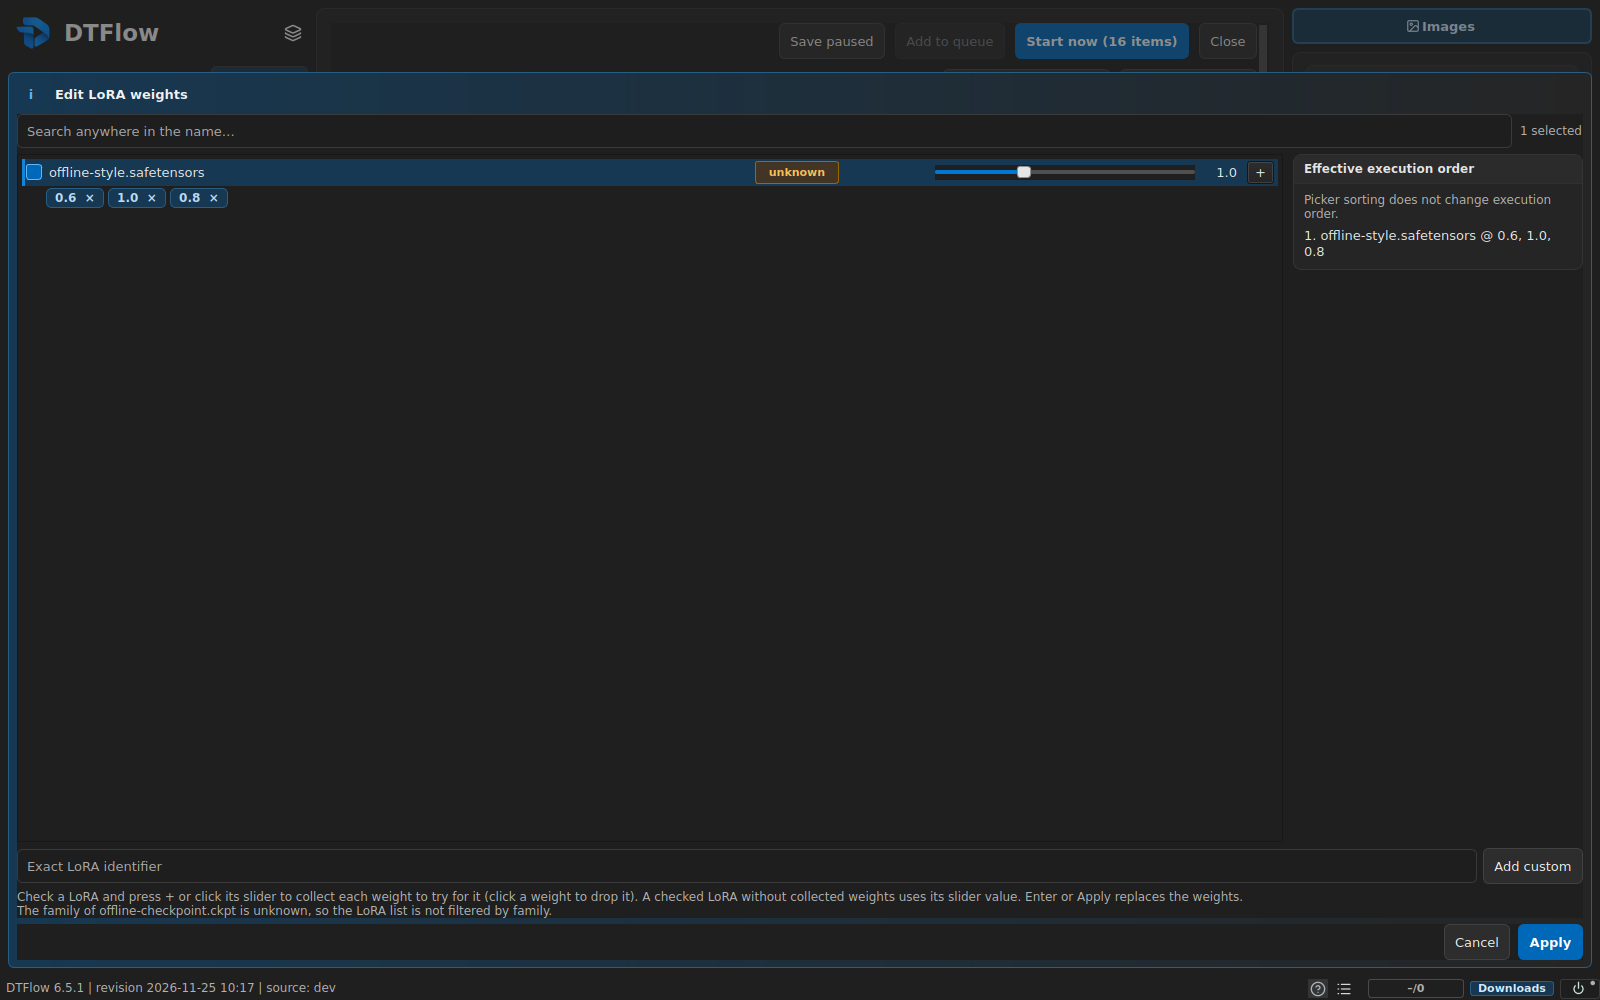 DTFlow
Save paused
Add to queue
Start now (16 items)
Close
Images
i
Edit LoRA weights
Search anywhere in the name...
1 selected
offline-style.safetensors
unknown
1.0
+
0.6 ×
1.0 ×
0.8 ×
Effective execution order
Picker sorting does not change execution
order.
1. offline-style.safetensors @ 0.6, 1.0,
0.8
Exact LoRA identifier
Add custom
Check a LoRA and press + or click its slider to collect each weight to try for it (click a weight to drop it). A checked LoRA without collected weights uses its slider value. Enter or Apply replaces the weights.
The family of offline-checkpoint.ckpt is unknown, so the LoRA list is not filtered by family.
Cancel
Apply
DTFlow 6.5.1 | revision 2026-11-25 10:17 | source: dev
-/0
Downloads